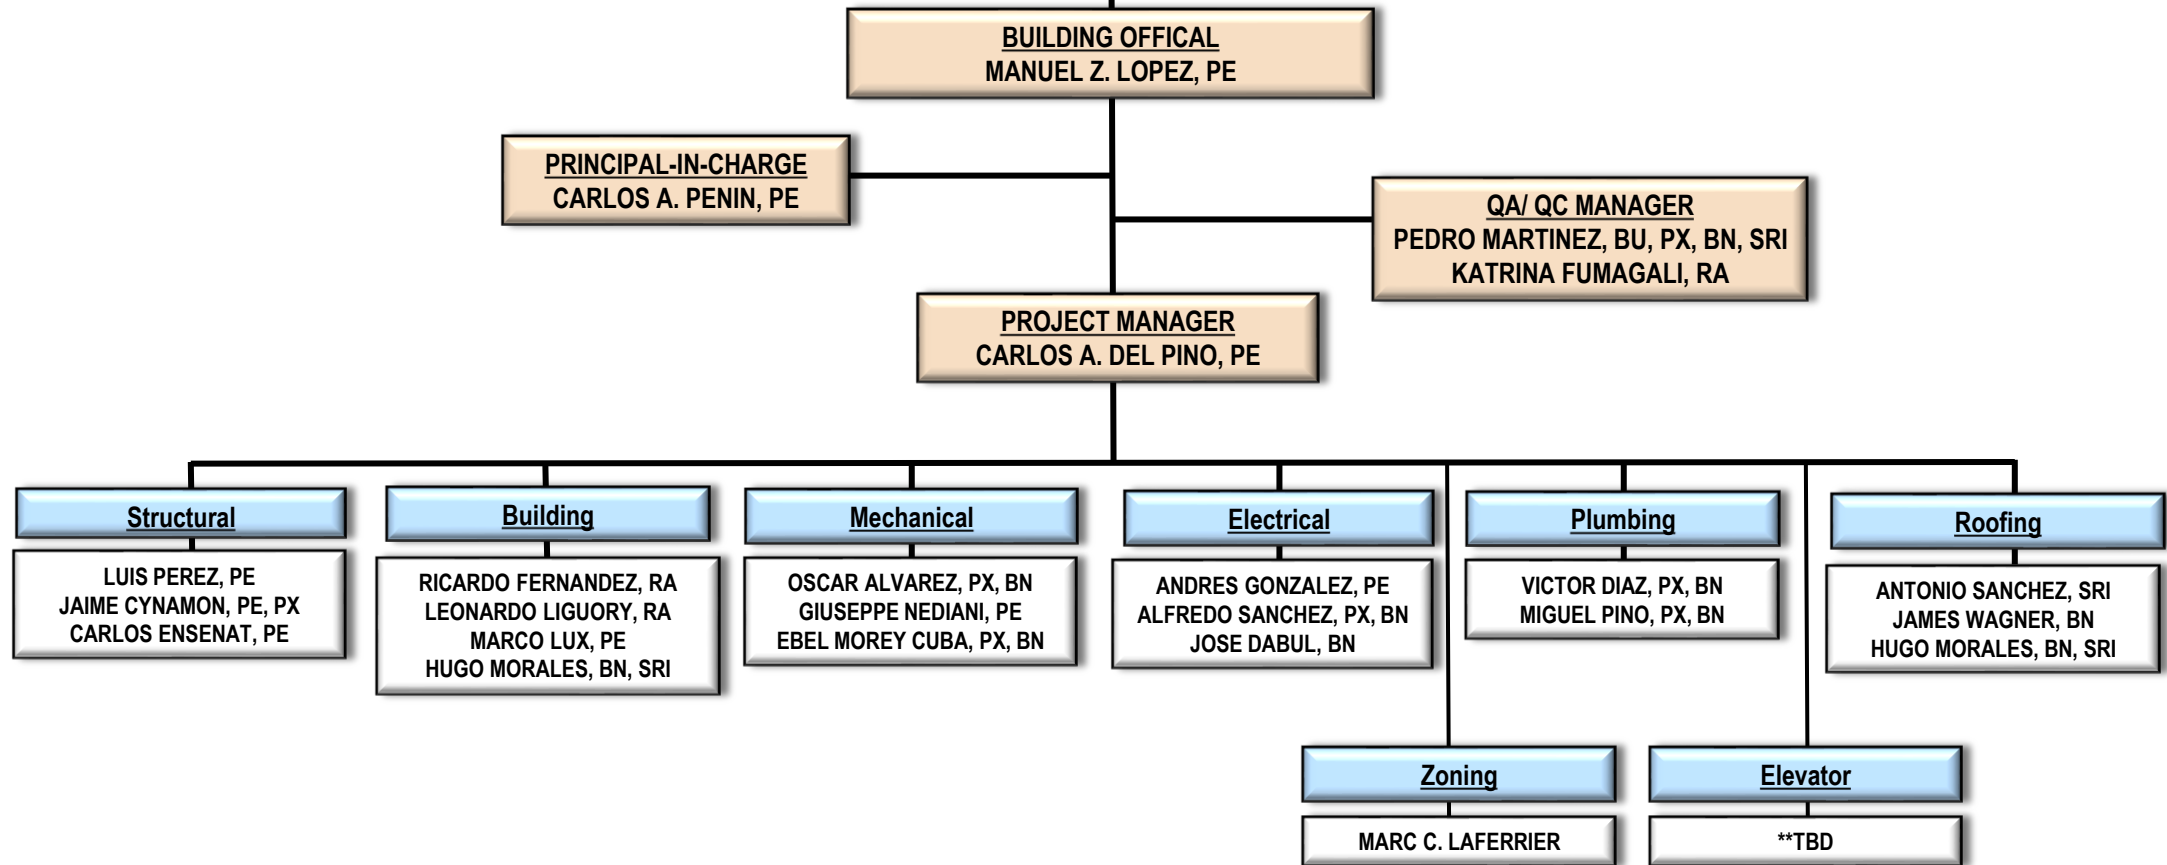 BUILDING OFFICAL
MANUEL Z. LOPEZ, PE
PRINCIPAL-IN-CHARGE
CARLOS A. PENIN, PE
QA/ QC MANAGER
PEDRO MARTINEZ, BU, PX, BN, SRI
KATRINA FUMAGALI, RA
PROJECT MANAGER
CARLOS A. DEL PINO, PE
Structural
LUIS PEREZ, PE
JAIME CYNAMON, PE, PX
CARLOS ENSENAT, PE
Building
RICARDO FERNANDEZ, RA
LEONARDO LIGUORY, RA
MARCO LUX, PE
HUGO MORALES, BN, SRI
Mechanical
OSCAR ALVAREZ, PX, BN
GIUSEPPE NEDIANI, PE
EBEL MOREY CUBA, PX, BN
Electrical
ANDRES GONZALEZ, PE
ALFREDO SANCHEZ, PX, BN
JOSE DABUL, BN
Plumbing
VICTOR DIAZ, PX, BN
MIGUEL PINO, PX, BN
Roofing
ANTONIO SANCHEZ, SRI
JAMES WAGNER, BN
HUGO MORALES, BN, SRI
Zoning
MARC C. LAFERRIER
Elevator
**TBD